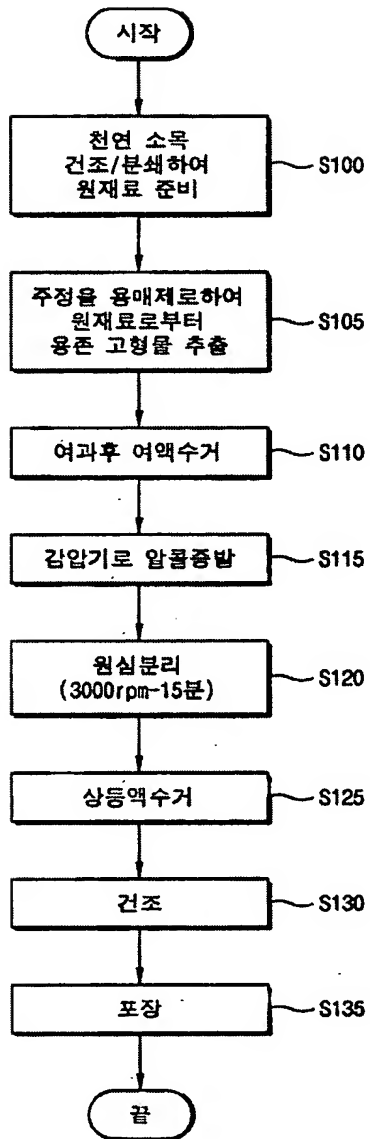 시작
천연 소목
건조/분쇄하여
원재료 준비
S100
주정을 용매제로하여
원재료로부터
용존 고형물 추출
S105
여과후 여액수거
S110
감압기로 알콜증발
S115
원심분리
(3000rpm-15분)
S120
상등액수거
S125
건조
S130
포장
S135
끝